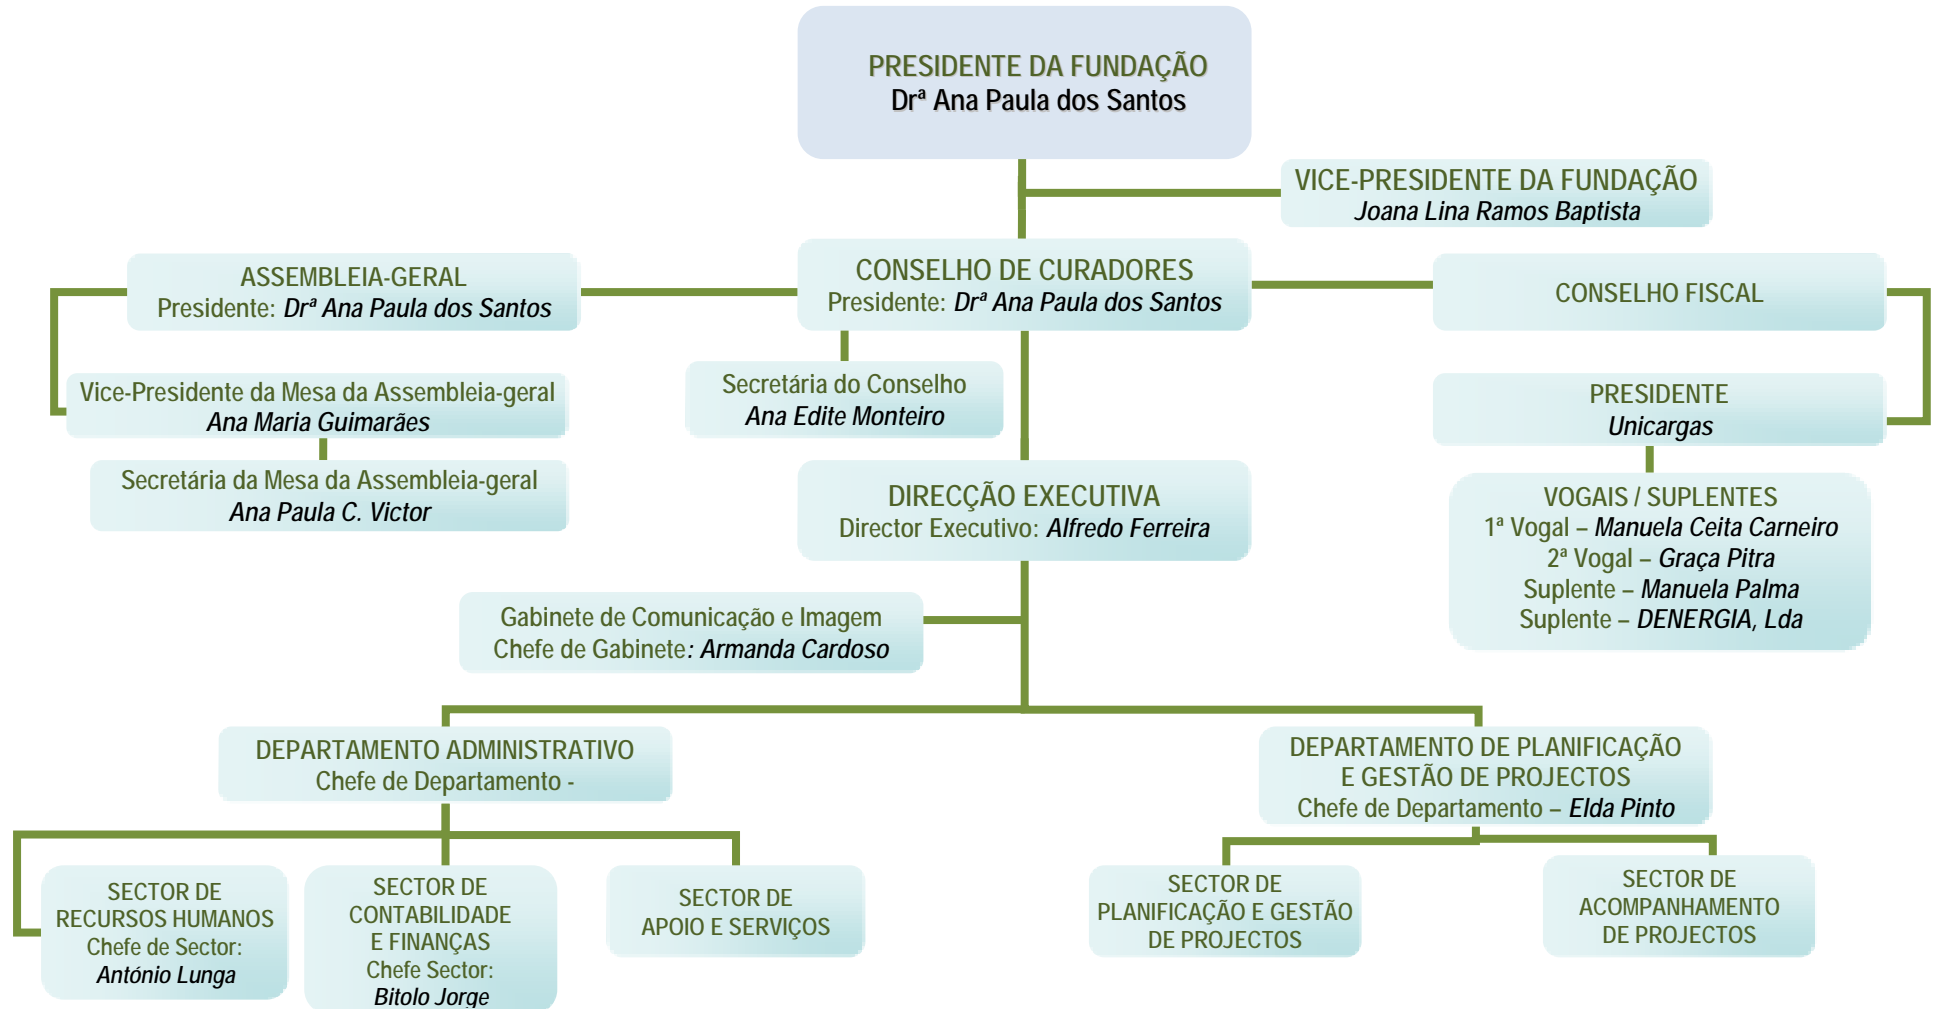 PRESIDENTE DA FUNDAÇÃO
Drª Ana Paula dos Santos
VICE-PRESIDENTE DA FUNDAÇÃO
Joana Lina Ramos Baptista
ASSEMBLEIA-GERAL
Presidente: Drª Ana Paula dos Santos
CONSELHO DE CURADORES
Presidente: Drª Ana Paula dos Santos
CONSELHO FISCAL
Vice-Presidente da Mesa da Assembleia-geral
Ana Maria Guimarães
Secretária do Conselho
Ana Edite Monteiro
PRESIDENTE
Unicargas
Secretária da Mesa da Assembleia-geral
Ana Paula C. Victor
DIRECÇÃO EXECUTIVA
Director Executivo: Alfredo Ferreira
VOGAIS / SUPLENTES
1ª Vogal – Manuela Ceita Carneiro
2ª Vogal – Graça Pitra
Suplente – Manuela Palma
Suplente – DENERGIA, Lda
Gabinete de Comunicação e Imagem
Chefe de Gabinete: Armanda Cardoso
DEPARTAMENTO ADMINISTRATIVO
Chefe de Departamento -
DEPARTAMENTO DE PLANIFICAÇÃO
E GESTÃO DE PROJECTOS
Chefe de Departamento – Elda Pinto
SECTOR DE
RECURSOS HUMANOS
Chefe de Sector:
António Lunga
SECTOR DE
CONTABILIDADE
E FINANÇAS
Chefe Sector:
Bitolo Jorge
SECTOR DE
APOIO E SERVIÇOS
SECTOR DE
PLANIFICAÇÃO E GESTÃO
DE PROJECTOS
SECTOR DE
ACOMPANHAMENTO
DE PROJECTOS